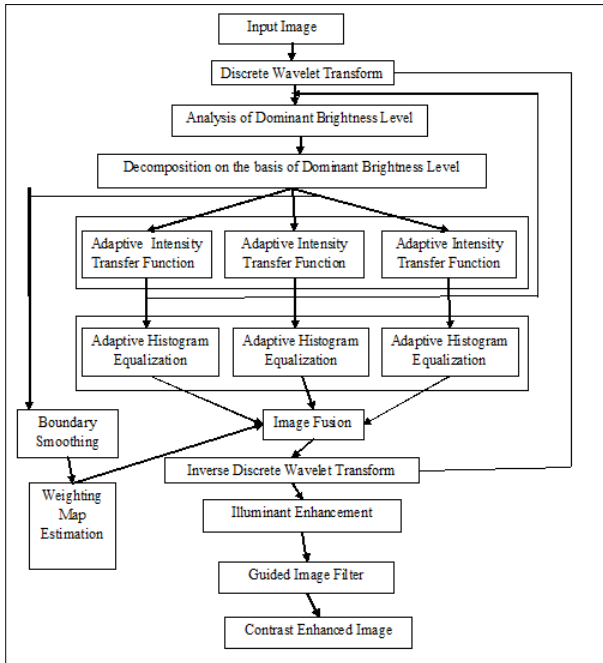 Input Image
Discrete Wavelet Transform
Analysis of Dominant Brightness Level
Decomposition on the basis of Dominant Brightness Level
Adaptive Intensity
Transfer Function
Adaptive Intensity
Transfer Function
Adaptive Intensity
Transfer Function
Adaptive Histogram
Equalization
Adaptive Histogram
Equalization
Adaptive Histogram
Equalization
Boundary
Smoothing
Image Fusion
Inverse Discrete Wavelet Transform
Weighting
Map
Estimation
Illuminant Enhancement
Guided Image Filter
Contrast Enhanced Image